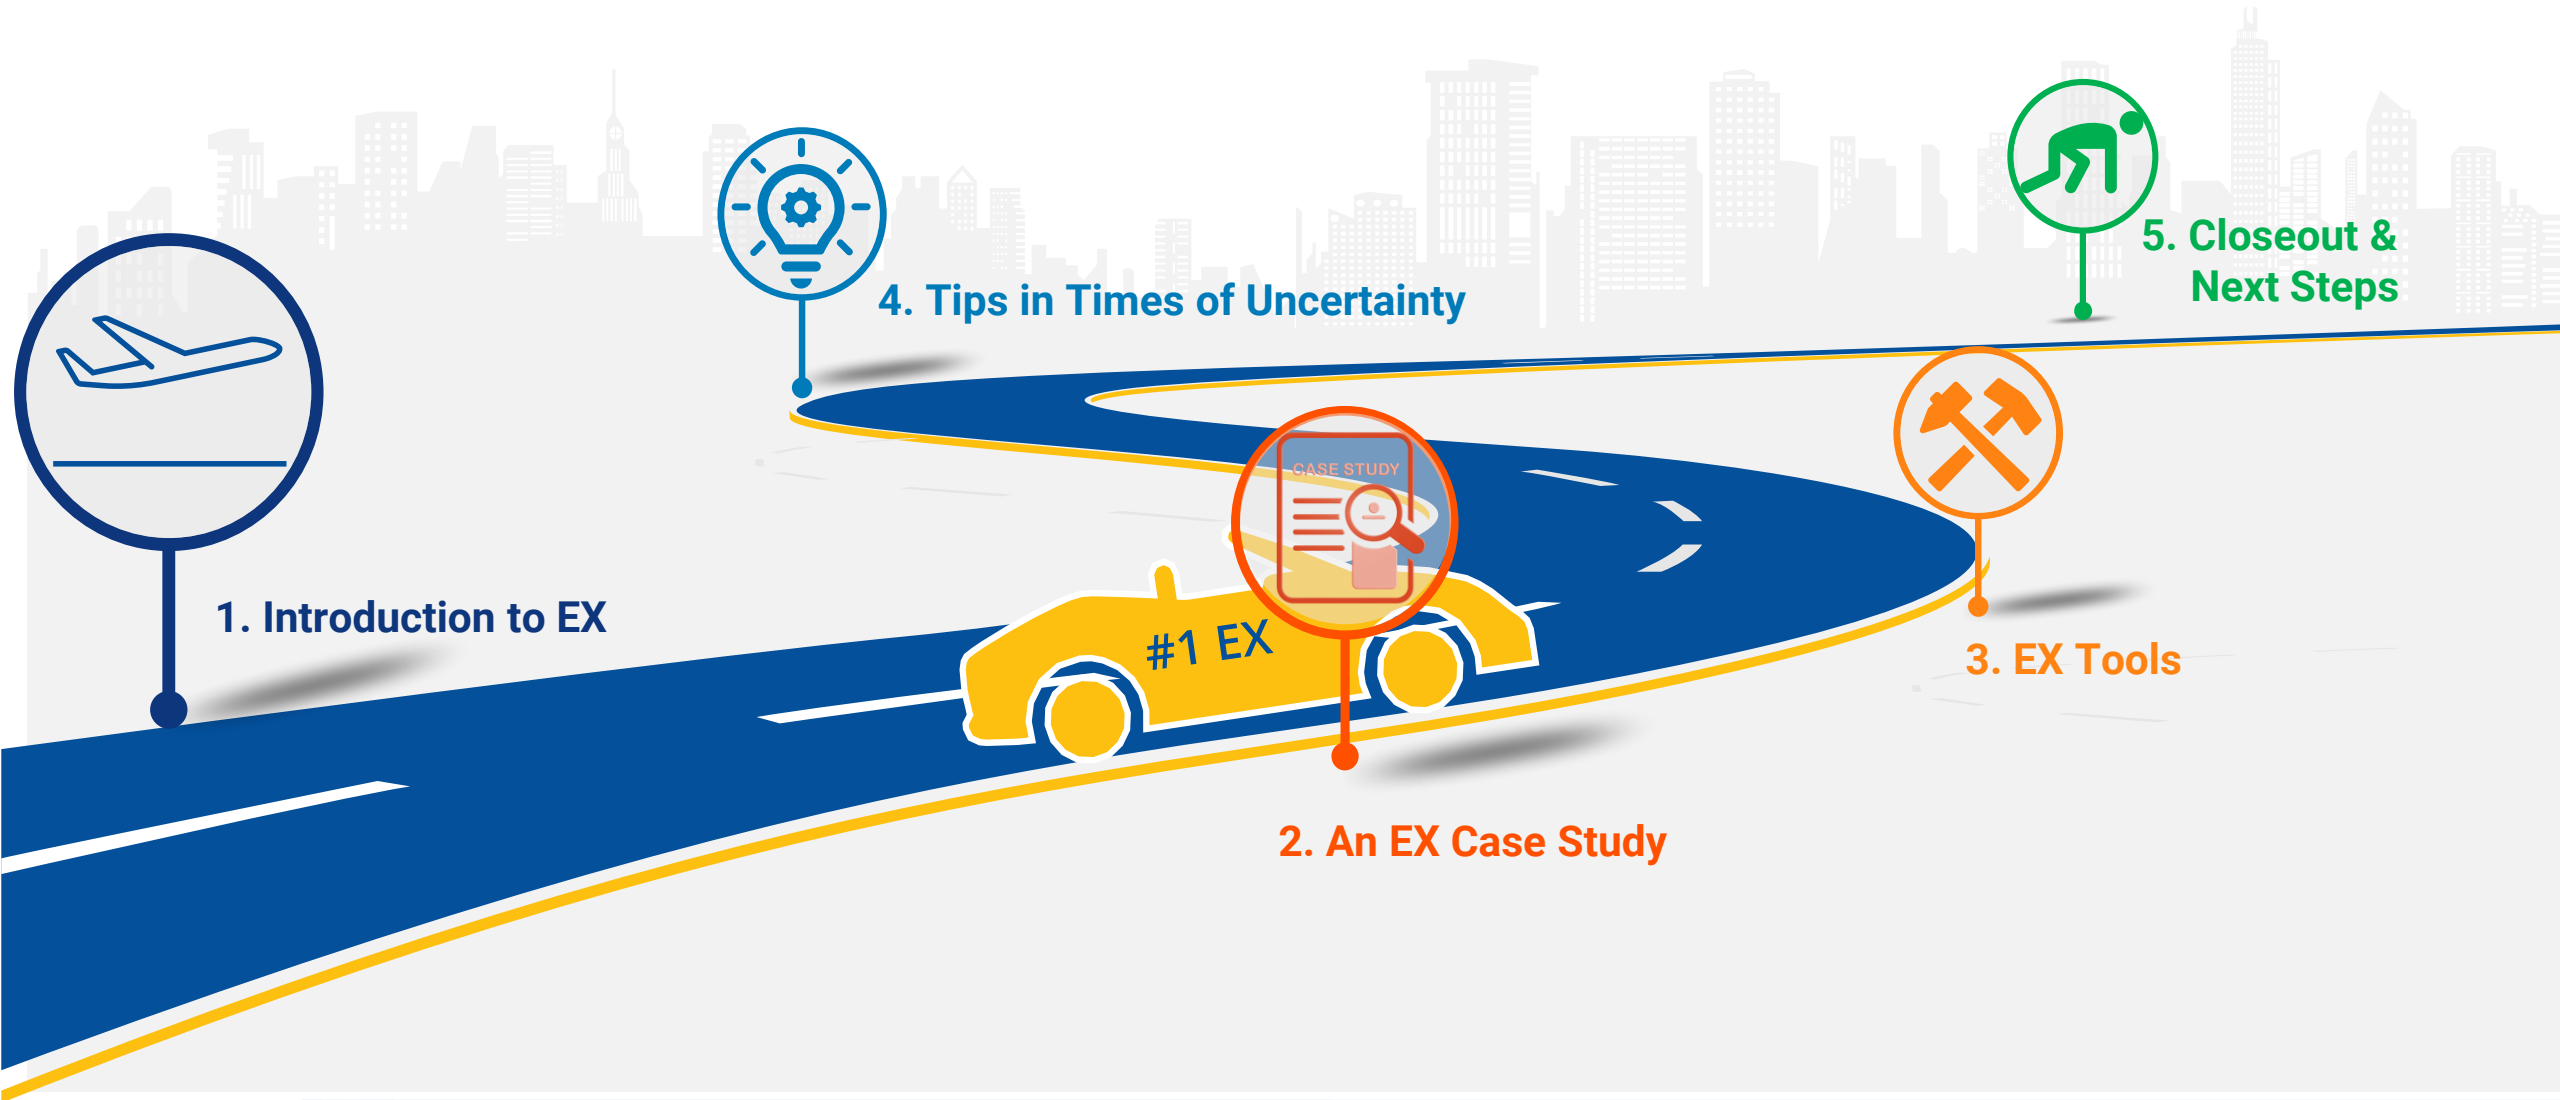 1. Introduction to EX
#1 EX
CASE STUDY
2. An EX Case Study
3. EX Tools
4. Tips in Times of Uncertainty
5. Closeout &
Next Steps